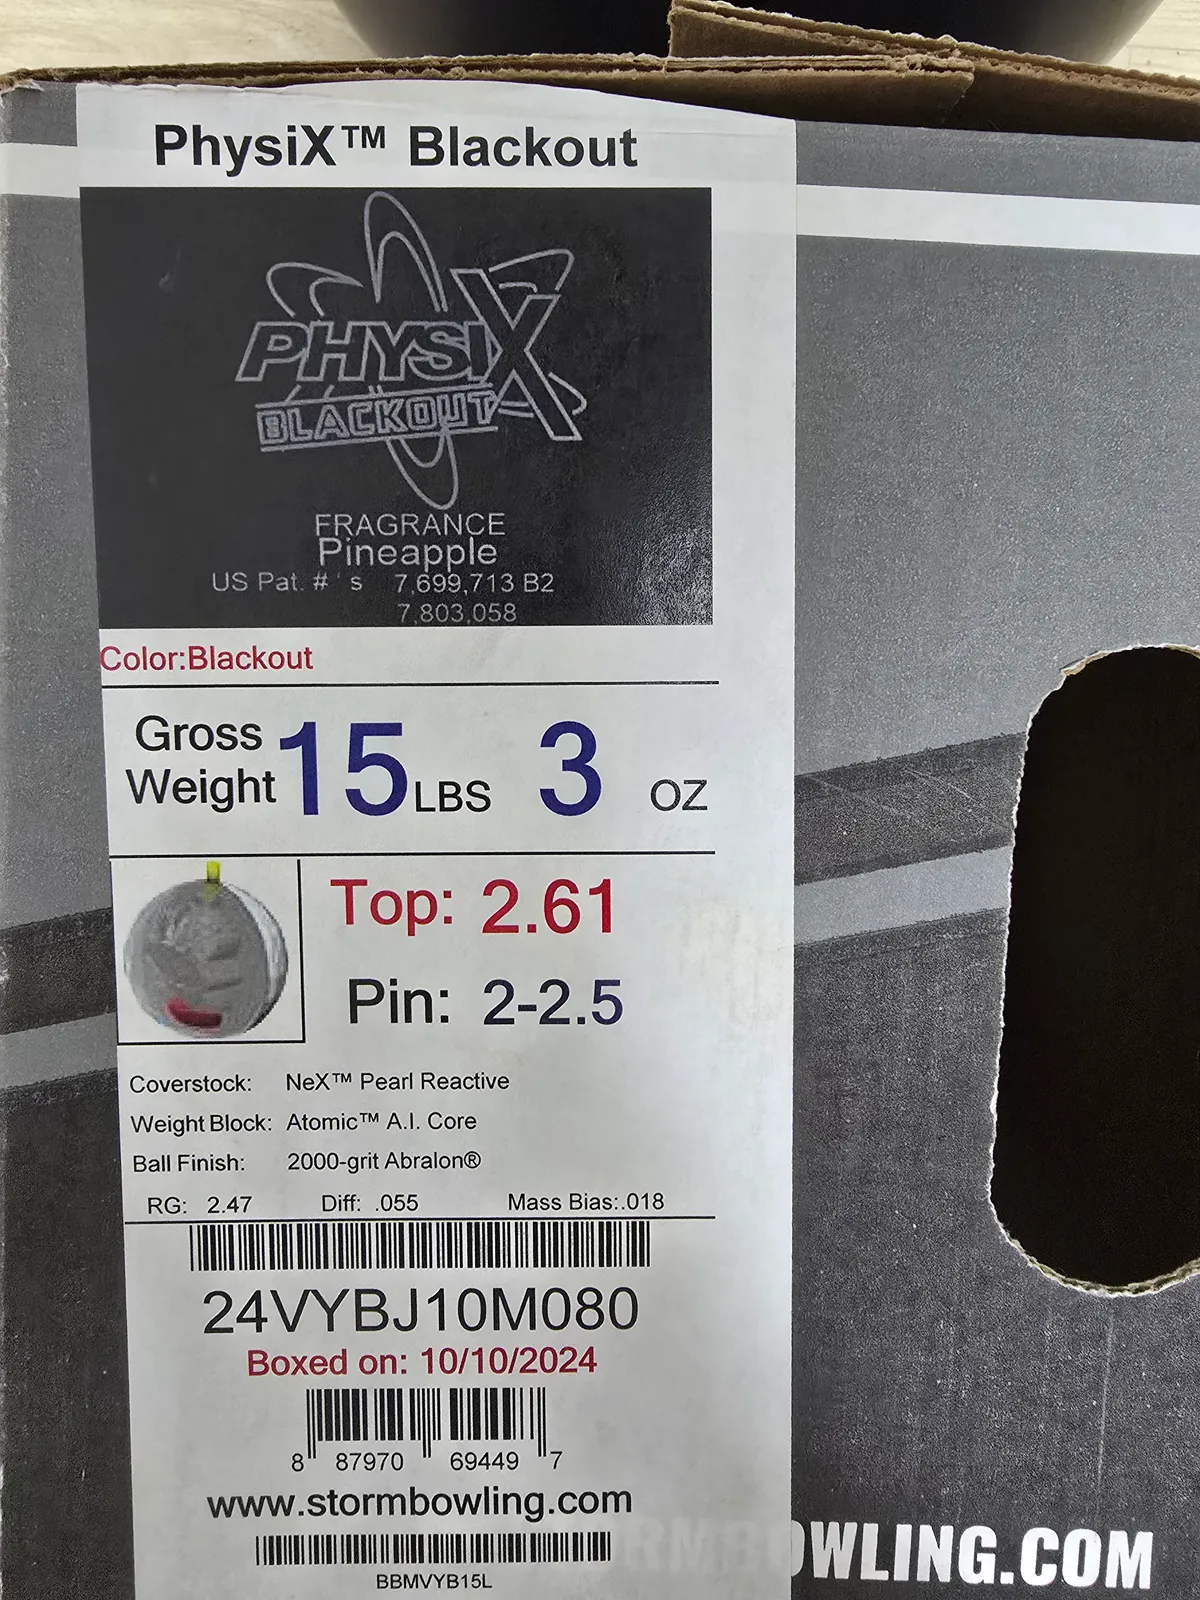 PhysiX™ Blackout
PHYSIX
BLACKOUT
FRAGRANCE
Pineapple
US Pat. # ' s 7,699,713 B2
7,803,058
Color:Blackout
Gross Weight 15 LBS 3 OZ
Top: 2.61
Pin: 2-2.5
Coverstock: NeX™ Pearl Reactive
Weight Block: Atomic™ A.I. Core
Ball Finish: 2000-grit Abralon®
RG: 2.47 Diff: .055 Mass Bias:.018
24VYBJ10M080
Boxed on: 10/10/2024
8 87970 69449 7
www.stormbowling.com
BBMVYB15L
RMBOWLING.COM